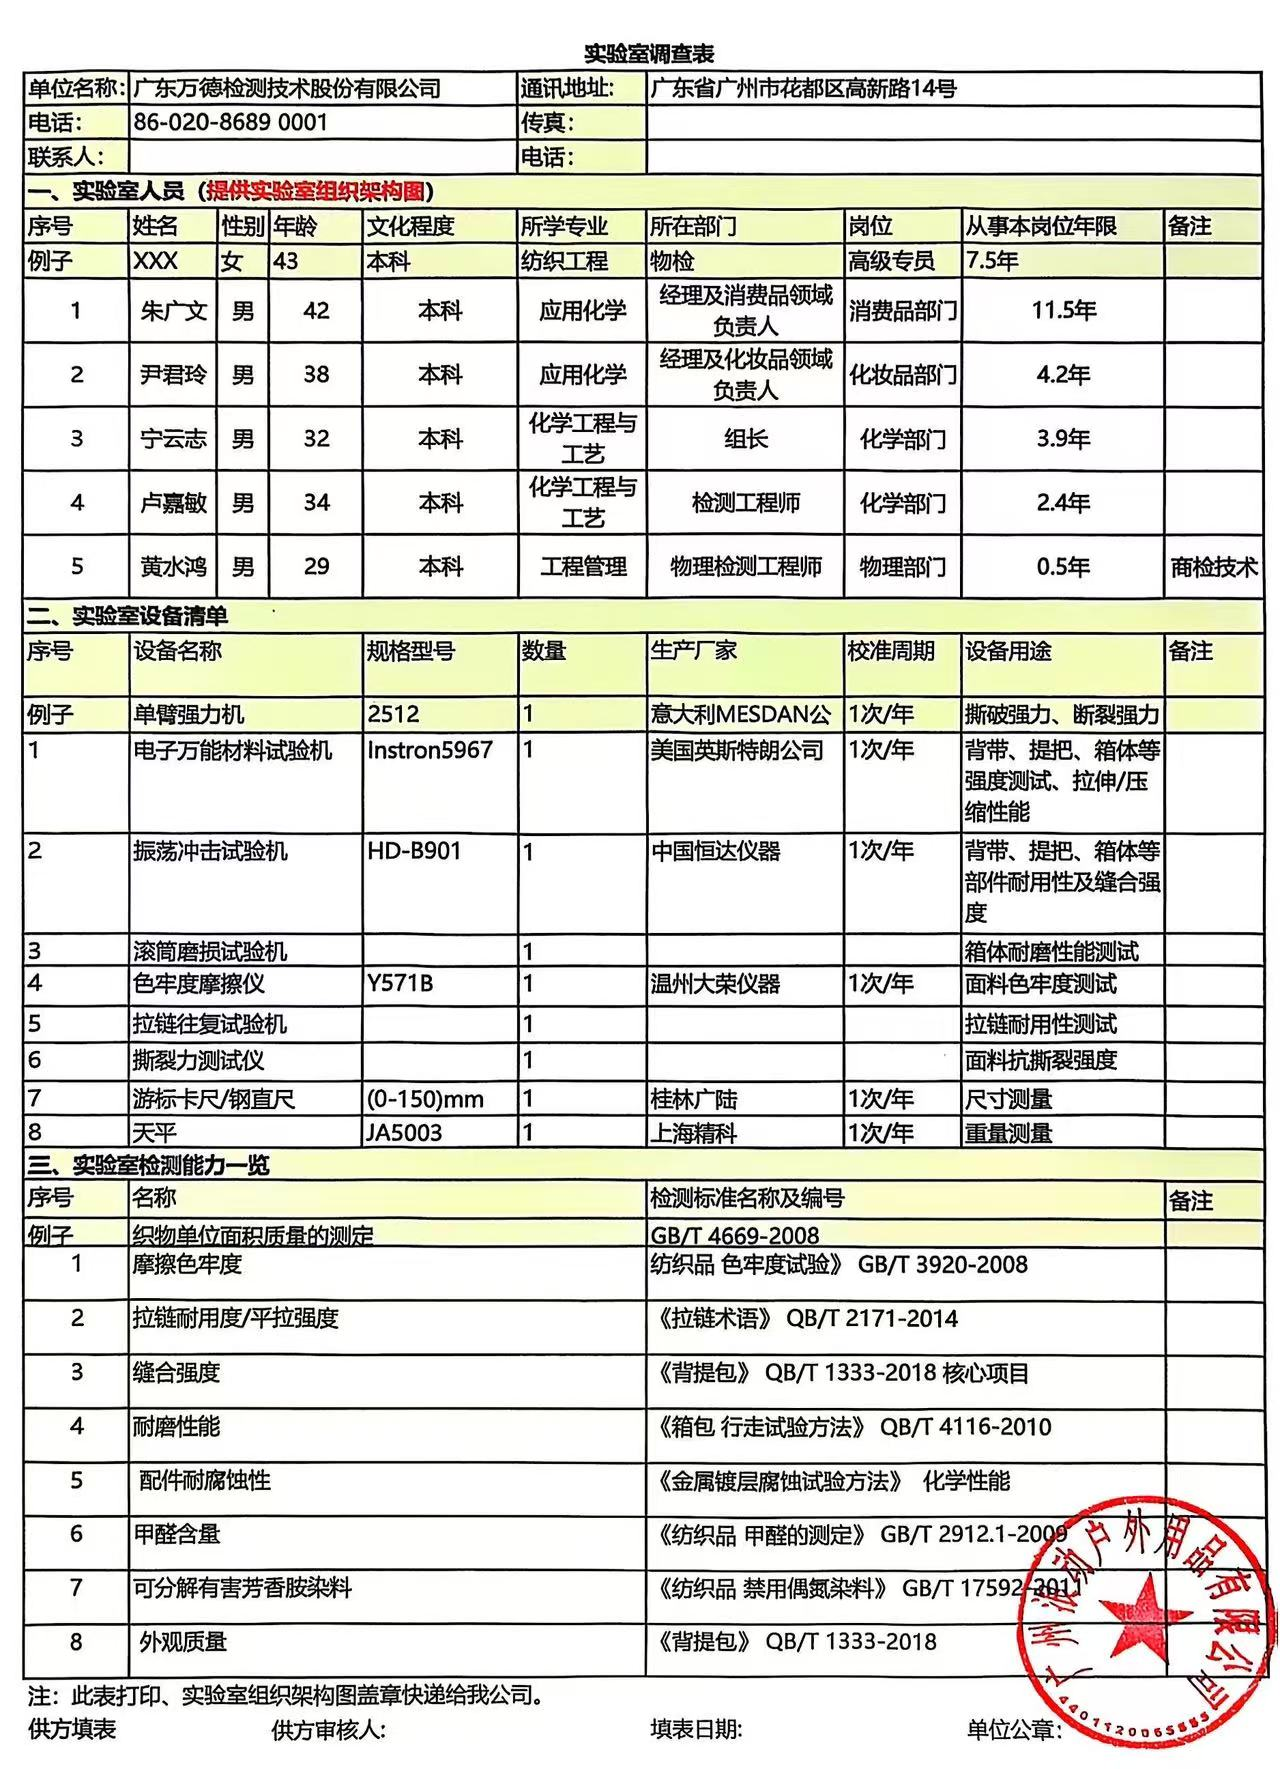 实验室调查表
单位名称: 广东万德检测技术股份有限公司 通讯地址: 广东省广州市花都区高新路14号
电话: 86-020-8689 0001 传真:
联系人: 电话:
一、实验室人员（提供实验室组织架构图）
序号 姓名 性别 年龄 文化程度 所学专业 所在部门 岗位 从事本岗位年限 备注
例子 XXX 女 43 本科 纺织工程 物检 高级专员 7.5年
1 朱广文 男 42 本科 应用化学 经理及消费品领域负责人 消费品部门 11.5年
2 尹君玲 男 38 本科 应用化学 经理及化妆品领域负责人 化妆品部门 4.2年
3 宁云志 男 32 本科 化学工程与工艺 组长 化学部门 3.9年
4 卢嘉敏 男 34 本科 化学工程与工艺 检测工程师 化学部门 2.4年
5 黄水鸿 男 29 本科 工程管理 物理检测工程师 物理部门 0.5年 商检技术
二、实验室设备清单
序号 设备名称 规格型号 数量 生产厂家 校准周期 设备用途 备注
例子 单臂强力机 2512 1 意大利MESDAN公 1次/年 撕破强力、断裂强力
1 电子万能材料试验机 Instron5967 1 美国英斯特朗公司 1次/年 背带、提把、箱体等强度测试、拉伸/压缩性能
2 振荡冲击试验机 HD-B901 1 中国恒达仪器 1次/年 背带、提把、箱体等部件耐用性及缝合强度
3 滚筒磨损试验机 1 箱体耐磨性能测试
4 色牢度摩擦仪 Y571B 1 温州大荣仪器 1次/年 面料色牢度测试
5 拉链往复试验机 1 拉链耐用性测试
6 撕裂力测试仪 1 面料抗撕裂强度
7 游标卡尺/钢直尺 (0-150)mm 1 桂林广陆 1次/年 尺寸测量
8 天平 JA5003 1 上海精科 1次/年 重量测量
三、实验室检测能力一览
序号 名称 检测标准名称及编号 备注
例子 织物单位面积质量的测定 GB/T 4669-2008
1 摩擦色牢度 纺织品 色牢度试验》 GB/T 3920-2008
2 拉链耐用度/平拉强度 《拉链术语》 QB/T 2171-2014
3 缝合强度 《背提包》 QB/T 1333-2018 核心项目
4 耐磨性能 《箱包 行走试验方法》 QB/T 4116-2010
5 配件耐腐蚀性 《金属镀层腐蚀试验方法》 化学性能
6 甲醛含量 《纺织品 甲醛的测定》 GB/T 2912.1-2009
7 可分解有害芳香胺染料 《纺织品 禁用偶氮染料》 GB/T 17592-2011
8 外观质量 《背提包》 QB/T 1333-2018
注：此表打印、实验室组织架构图盖章快递给我公司。
供方填表 供方审核人: 填表日期: 单位公章:
广州 动户外用品有限公司